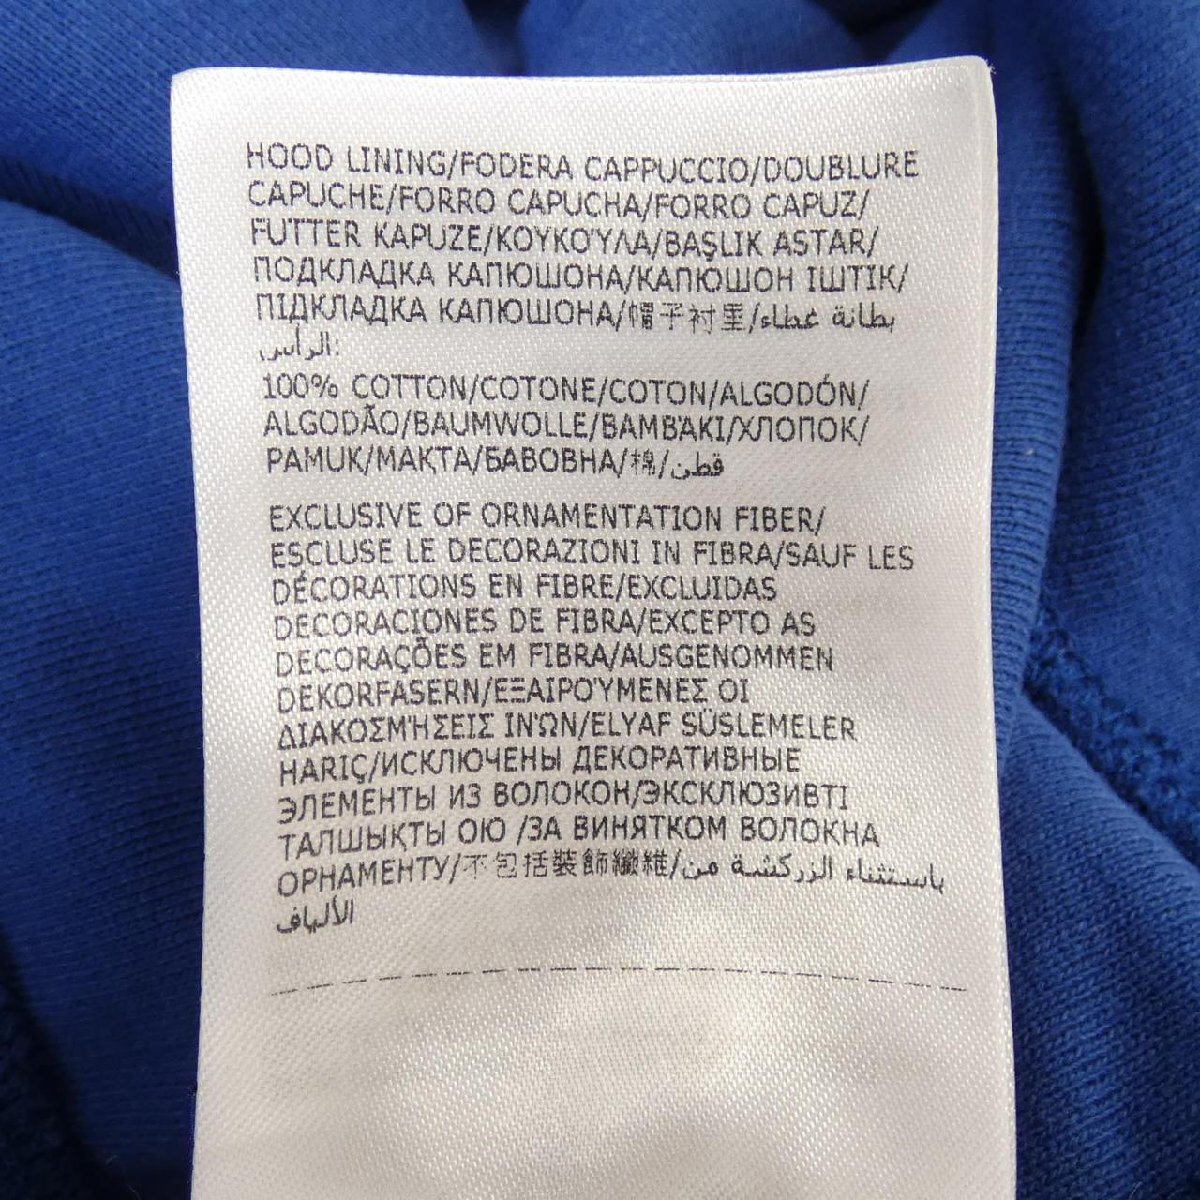 HOOD LINING/FODERA CAPPUCCIO/DOUBLURE
CAPUCHE/FORRO CAPUCHA/FORRO CAPUZ/
FUTTER KAPUZE/ΚΟΥΚΟΎΛΑ/BAŞLIK ASTAR/
ПОДКЛАДКА КАПЮШОНА/КАПЮШОН ІШТІК/
ПІДКЛАДКА КАПЮШОНА/帽子衬里/بطانة غطاء
الرأس:
100% COTTON/COTONE/COTON/ALGODÓN/
ALGODÃO/BAUMWOLLE/ΒΑΜΒΆΚΙ/ХЛОПОК/
PAMUK/МАҚТА/БАВОВНА/棉/قطن
EXCLUSIVE OF ORNAMENTATION FIBER/
ESCLUSE LE DECORAZIONI IN FIBRA/SAUF LES
DÉCORATIONS EN FIBRE/EXCLUIDAS
DECORACIONES DE FIBRA/EXCEPTO AS
DECORAÇÕES EM FIBRA/AUSGENOMMEN
DEKORFASERN/ΕΞΑΙΡΟΎΜΕΝΕΣ ΟΙ
ΔΙΑΚΟΣΜΉΣΕΙΣ ΙΝΏΝ/ELYAF SÜSLEMELER
HARIÇ/ИСКЛЮЧЕНЫ ДЕКОРАТИВНЫЕ
ЭЛЕМЕНТЫ ИЗ ВОЛОКОН/ЭКСКЛЮЗИВТІ
ТАЛШЫҚТЫ ОЮ /ЗА ВИНЯТКОМ ВОЛОКНА
ОРНАМЕНТУ/不包括裝飾纖維/باستثناء الزركشة من
الألياف